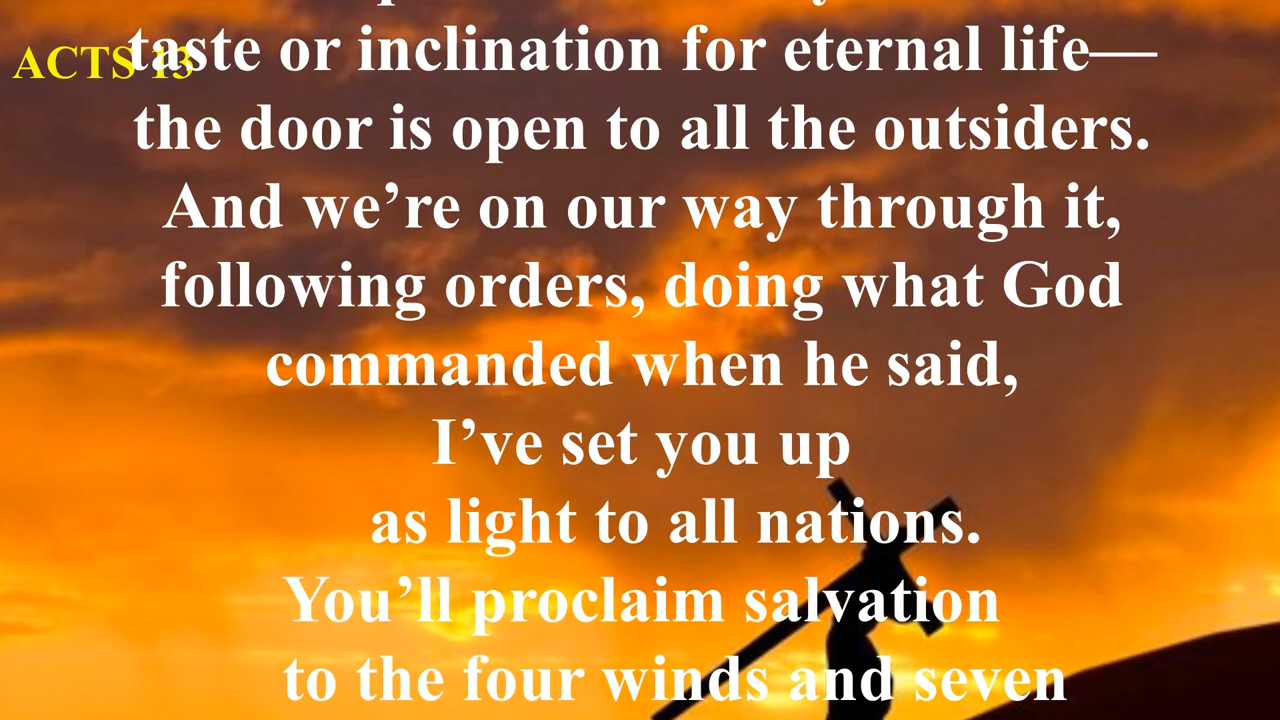 ACTS 13
taste or inclination for eternal life—
the door is open to all the outsiders.
And we’re on our way through it,
following orders, doing what God
commanded when he said,
I’ve set you up
as light to all nations.
You’ll proclaim salvation
to the four winds and seven